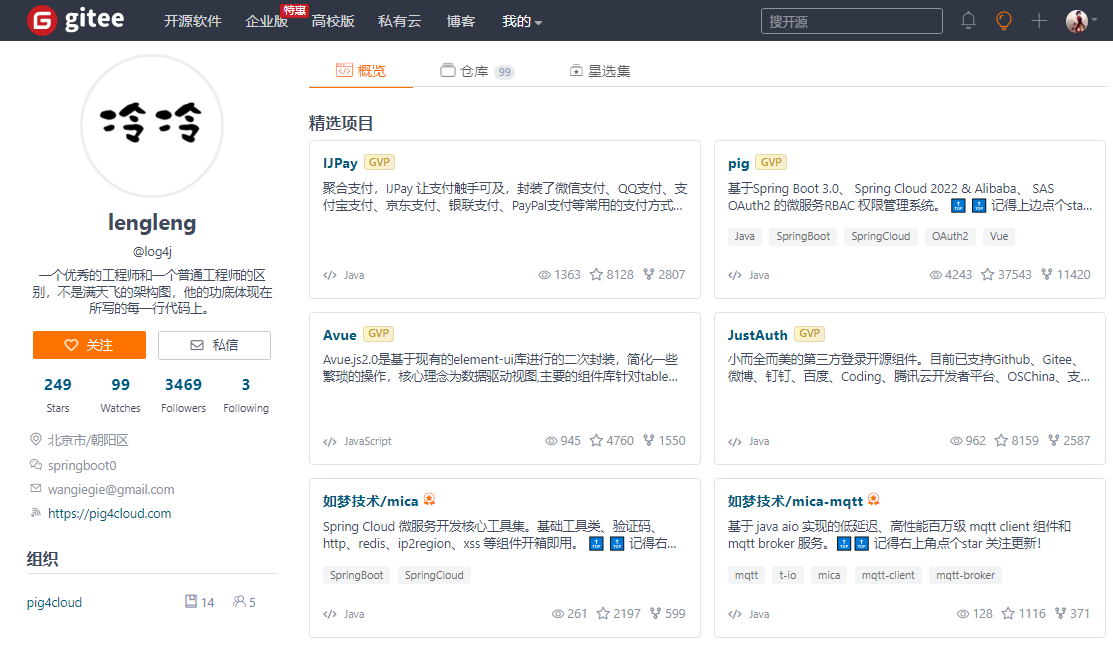 gitee 开源软件 企业版 特惠 高校版 私有云 博客 我的 搜开源
泠泠
lengleng
@log4j
一个优秀的工程师和一个普通工程师的区
别，不是满天飞的架构图，他的功底体现在
所写的每一行代码上。
关注 私信
249 99 3469 3
Stars Watches Followers Following
北京市/朝阳区
springboot0
wangiegie@gmail.com
https://pig4cloud.com
组织
pig4cloud 14 5
概览 仓库 99 星选集
精选项目
IJPay GVP
聚合支付，IJPay 让支付触手可及，封装了微信支付、QQ支付、支
付宝支付、京东支付、银联支付、PayPal支付等常用的支付方式...
Java 1363 8128 2807
pig GVP
基于Spring Boot 3.0、 Spring Cloud 2022 & Alibaba、 SAS
OAuth2 的微服务RBAC 权限管理系统。 TOP TOP 记得上边点个sta...
Java SpringBoot SpringCloud OAuth2 Vue
Java 4243 37543 11420
Avue GVP
Avue.js2.0是基于现有的element-ui库进行的二次封装，简化一些
繁琐的操作，核心理念为数据驱动视图,主要的组件库针对table...
JavaScript 945 4760 1550
JustAuth GVP
小而全而美的第三方登录开源组件。目前已支持Github、Gitee、
微博、钉钉、百度、Coding、腾讯云开发者平台、OSChina、支...
Java 962 8159 2587
如梦技术/mica
Spring Cloud 微服务开发核心工具集。基础工具类、验证码、
http、redis、ip2region、xss 等组件开箱即用。 TOP TOP 记得右...
SpringBoot SpringCloud
Java 261 2197 599
如梦技术/mica-mqtt
基于 java aio 实现的低延迟、高性能百万级 mqtt client 组件和
mqtt broker 服务。 TOP TOP 记得右上角点个star 关注更新！
mqtt t-io mica mqtt-client mqtt-broker
Java 128 1116 371